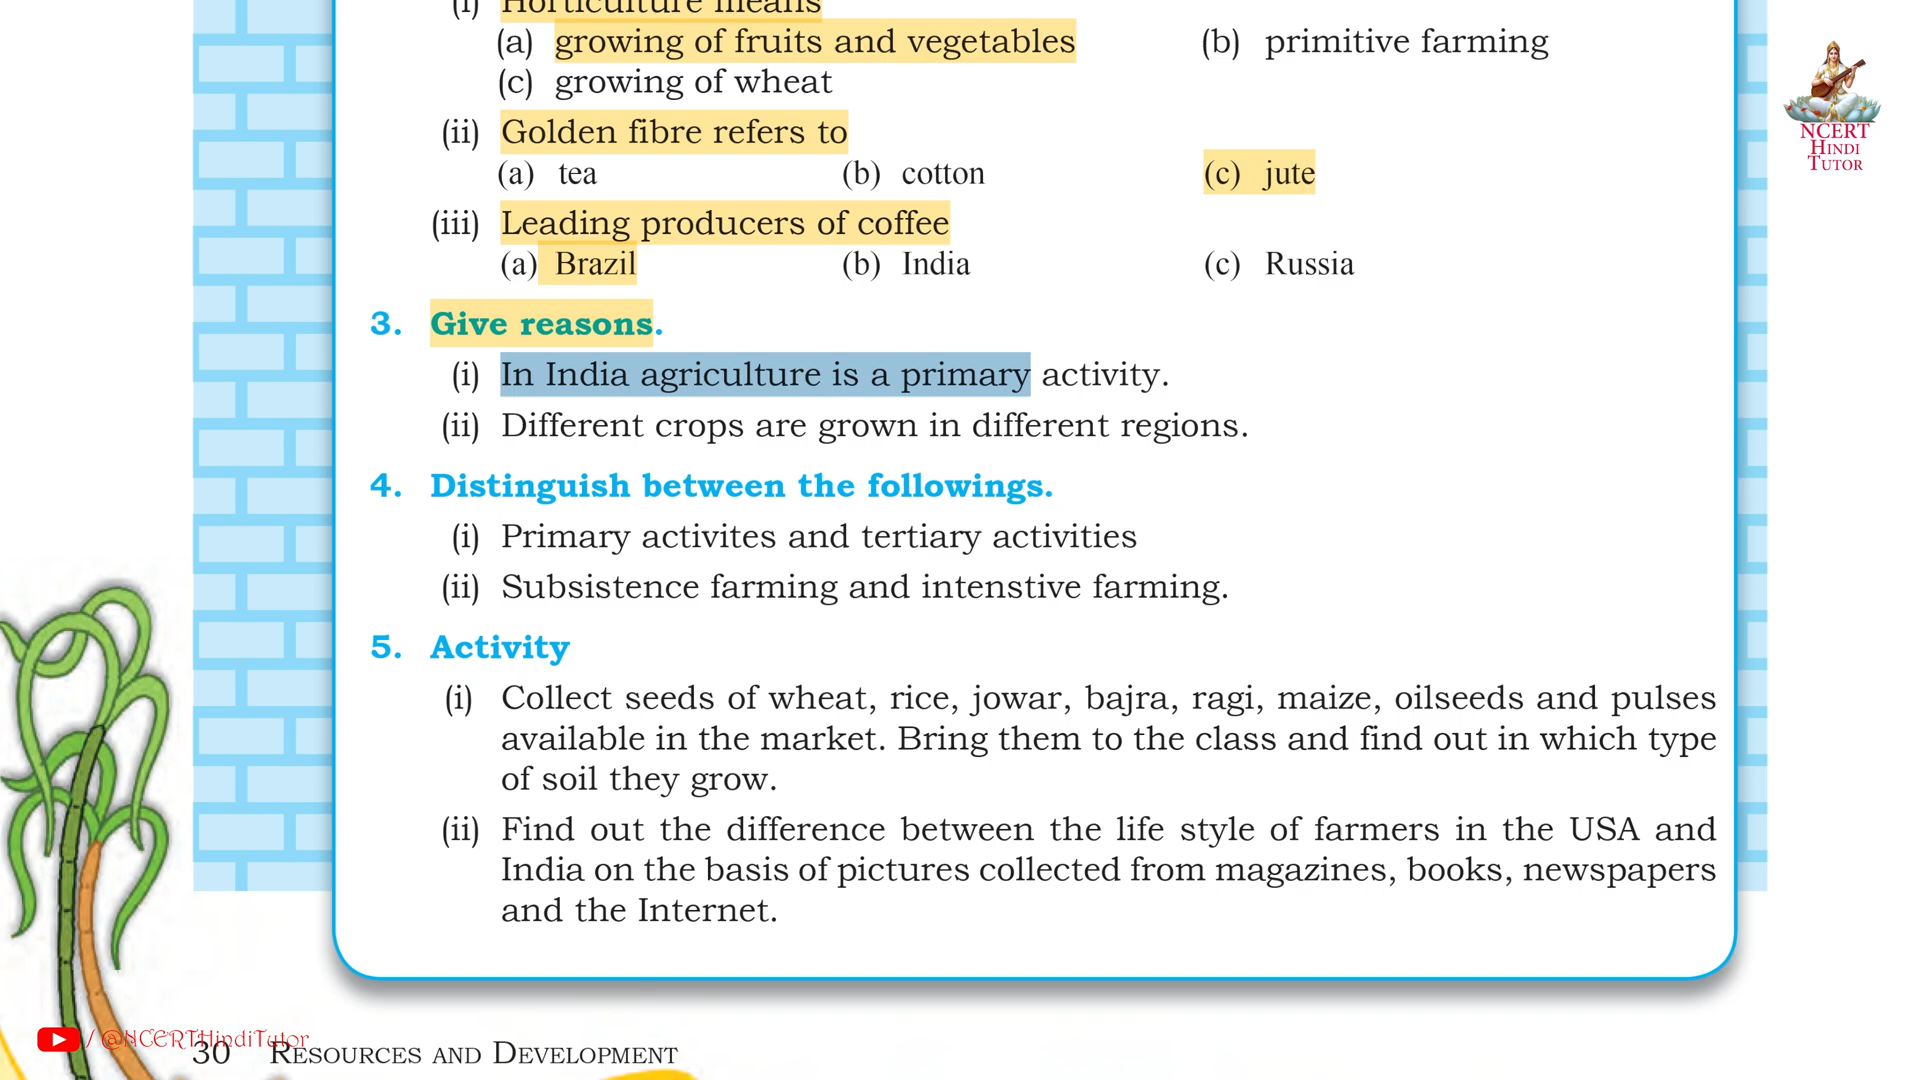 (i) Horticulture means
(a) growing of fruits and vegetables (b) primitive farming
(c) growing of wheat
(ii) Golden fibre refers to
(a) tea (b) cotton (c) jute
(iii) Leading producers of coffee
(a) Brazil (b) India (c) Russia
3. Give reasons.
(i) In India agriculture is a primary activity.
(ii) Different crops are grown in different regions.
4. Distinguish between the followings.
(i) Primary activites and tertiary activities
(ii) Subsistence farming and intenstive farming.
5. Activity
(i) Collect seeds of wheat, rice, jowar, bajra, ragi, maize, oilseeds and pulses
available in the market. Bring them to the class and find out in which type
of soil they grow.
(ii) Find out the difference between the life style of farmers in the USA and
India on the basis of pictures collected from magazines, books, newspapers
and the Internet.
30 RESOURCES AND DEVELOPMENT
/ @NCERTHindiTutor
NCERT
HINDI
TUTOR